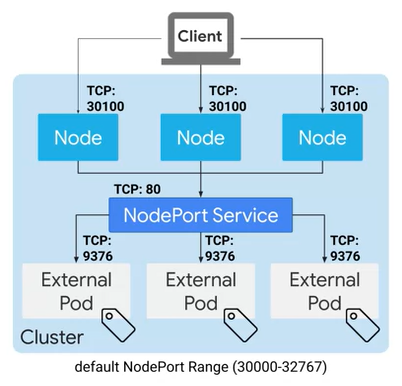 Client
TCP:
30100
TCP:
30100
TCP:
30100
Node
Node
Node
TCP: 80
NodePort Service
TCP:
9376
TCP:
9376
TCP:
9376
External
Pod
External
Pod
External
Pod
Cluster
default NodePort Range (30000-32767)